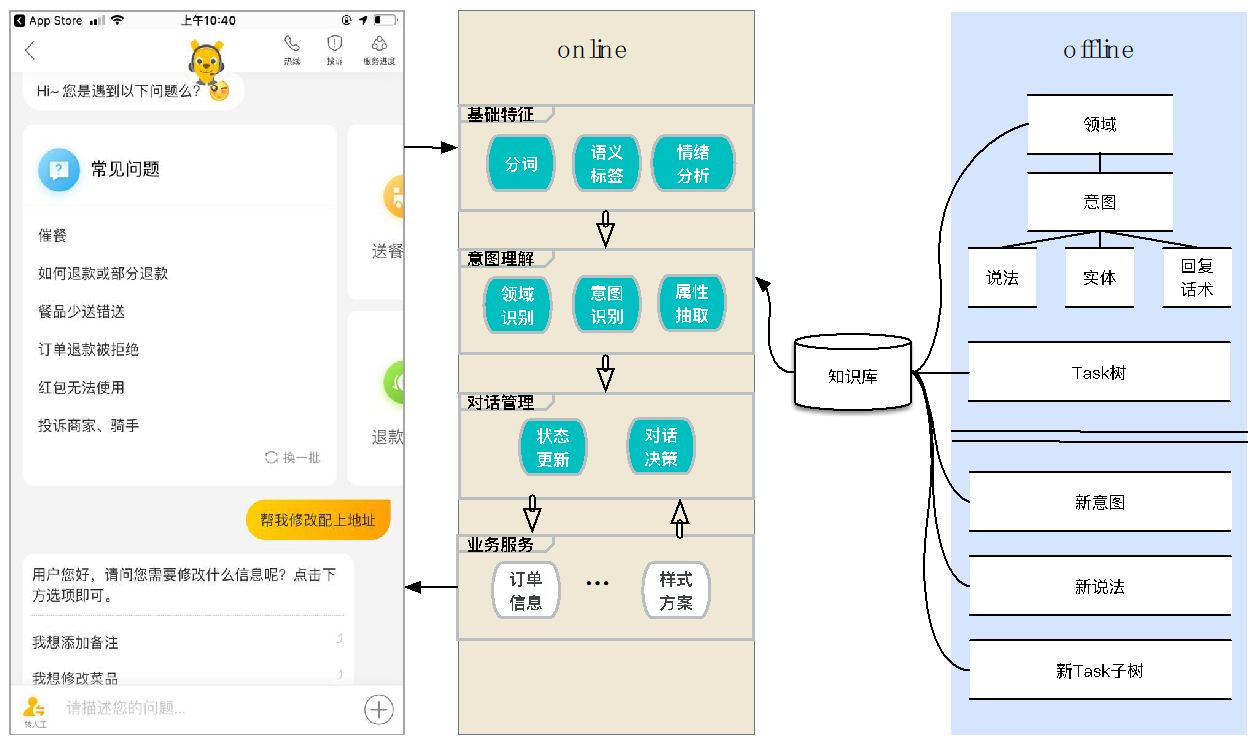 App Store
上午10:40
热线
投诉
服务进度
Hi~ 您是遇到以下问题么?
常见问题
催餐
如何退款或部分退款
餐品少送错送
订单退款被拒绝
红包无法使用
投诉商家、骑手
换一批
送餐
退款
帮我修改配上地址
用户您好,请问您需要修改什么信息呢?点击下
方选项即可。
我想添加备注
我想修改菜品
转人工
请描述您的问题...
online
基础特征
分词
语义
标签
情绪
分析
意图理解
领域
识别
意图
识别
属性
抽取
对话管理
状态
更新
对话
决策
业务服务
订单
信息
...
样式
方案
知识库
offline
领域
意图
说法
实体
回复
话术
Task树
新意图
新说法
新Task子树